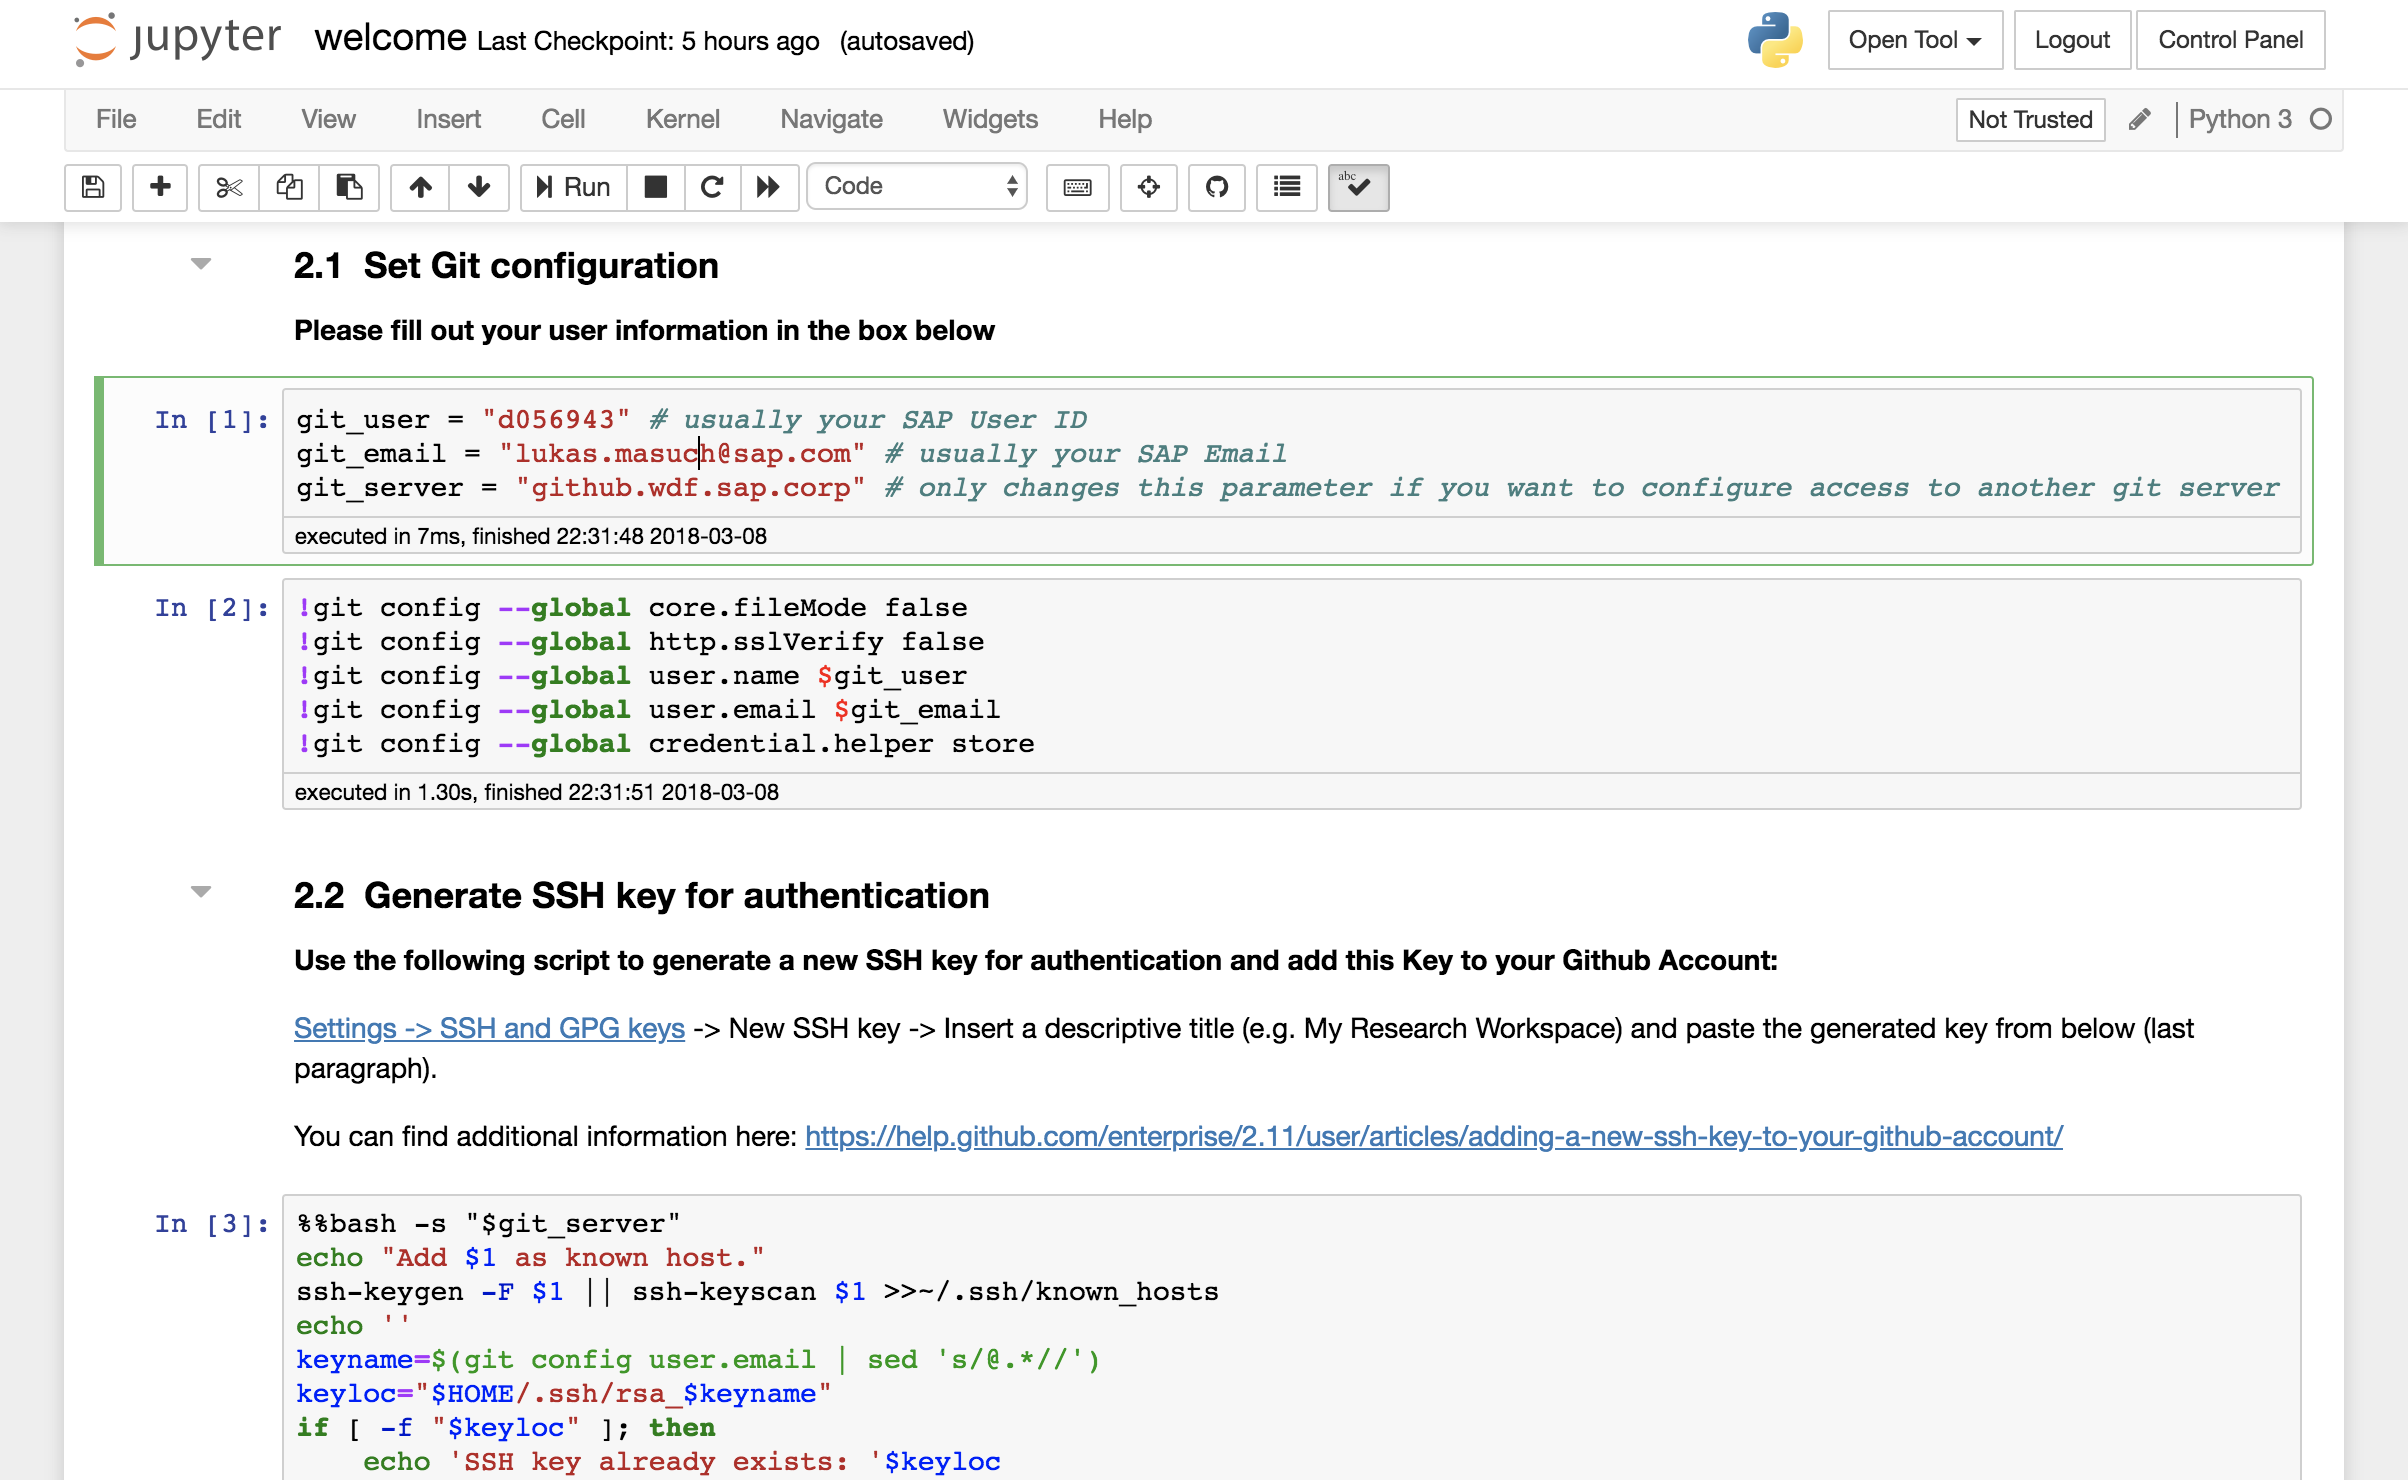 jupyter welcome Last Checkpoint: 5 hours ago (autosaved) Open Tool Logout Control Panel
File Edit View Insert Cell Kernel Navigate Widgets Help Not Trusted Python 3
Run Code abc
2.1 Set Git configuration
Please fill out your user information in the box below
In [1]: git_user = "d056943" # usually your SAP User ID
git_email = "lukas.masuch@sap.com" # usually your SAP Email
git_server = "github.wdf.sap.corp" # only changes this parameter if you want to configure access to another git server
executed in 7ms, finished 22:31:48 2018-03-08
In [2]: !git config --global core.fileMode false
!git config --global http.sslVerify false
!git config --global user.name $git_user
!git config --global user.email $git_email
!git config --global credential.helper store
executed in 1.30s, finished 22:31:51 2018-03-08
2.2 Generate SSH key for authentication
Use the following script to generate a new SSH key for authentication and add this Key to your Github Account:
Settings -> SSH and GPG keys -> New SSH key -> Insert a descriptive title (e.g. My Research Workspace) and paste the generated key from below (last
paragraph).
You can find additional information here: https://help.github.com/enterprise/2.11/user/articles/adding-a-new-ssh-key-to-your-github-account/
In [3]: %%bash -s "$git_server"
echo "Add $1 as known host."
ssh-keygen -F $1 || ssh-keyscan $1 >>~/.ssh/known_hosts
echo ''
keyname=$(git config user.email | sed 's/@.*//')
keyloc="$HOME/.ssh/rsa_$keyname"
if [ -f "$keyloc" ]; then
    echo 'SSH key already exists: '$keyloc